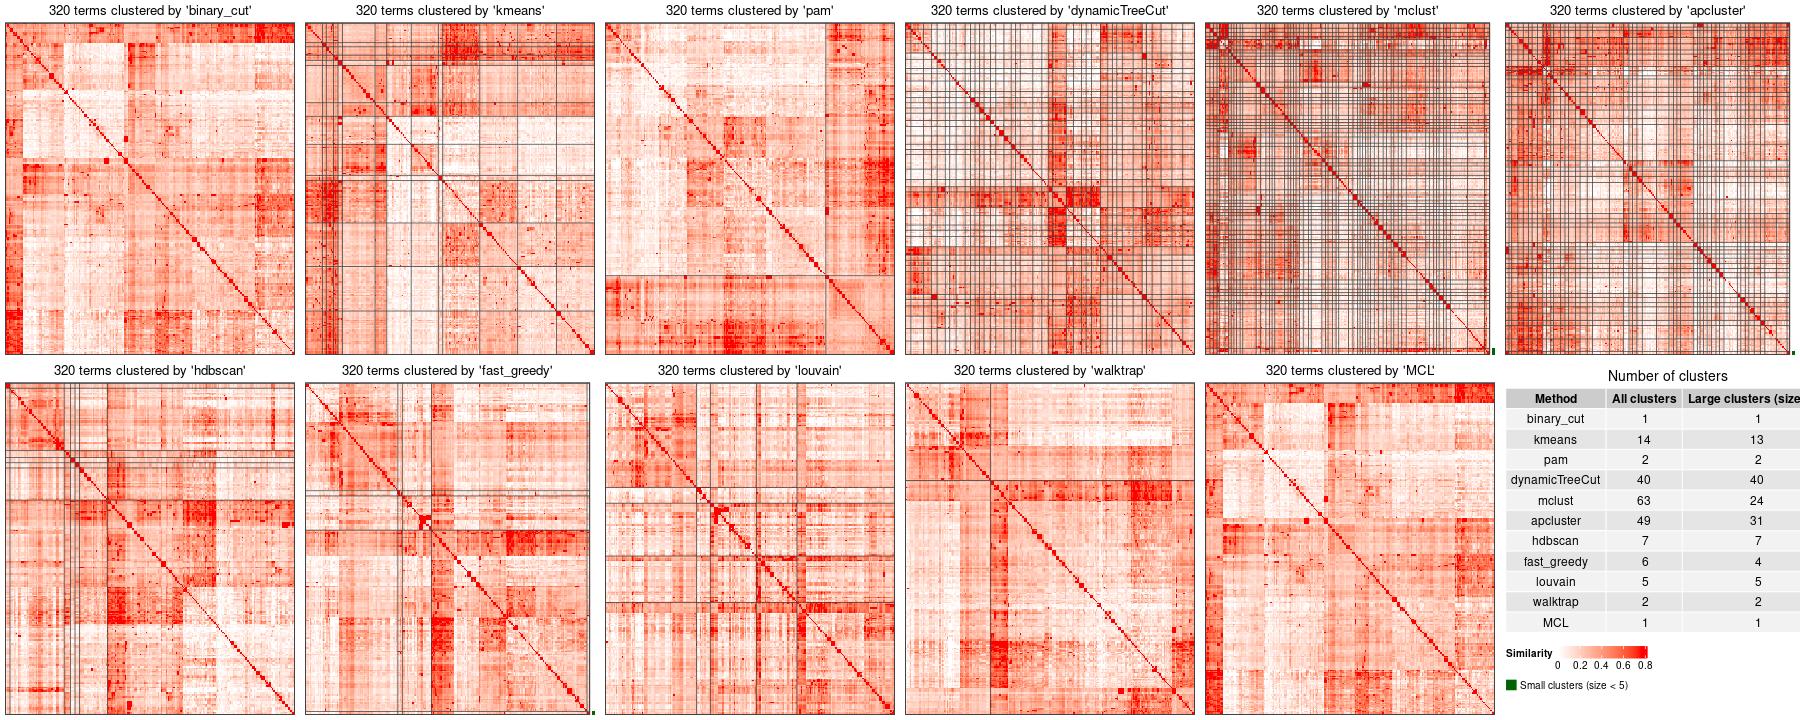 320 terms clustered by 'binary_cut'
320 terms clustered by 'kmeans'
320 terms clustered by 'pam'
320 terms clustered by 'dynamicTreeCut'
320 terms clustered by 'mclust'
320 terms clustered by 'apcluster'
320 terms clustered by 'hdbscan'
320 terms clustered by 'fast_greedy'
320 terms clustered by 'louvain'
320 terms clustered by 'walktrap'
320 terms clustered by 'MCL'
Number of clusters
Method All clusters Large clusters (size
binary_cut 1 1
kmeans 14 13
pam 2 2
dynamicTreeCut 40 40
mclust 63 24
apcluster 49 31
hdbscan 7 7
fast_greedy 6 4
louvain 5 5
walktrap 2 2
MCL 1 1
Similarity
0 0.2 0.4 0.6 0.8
Small clusters (size < 5)